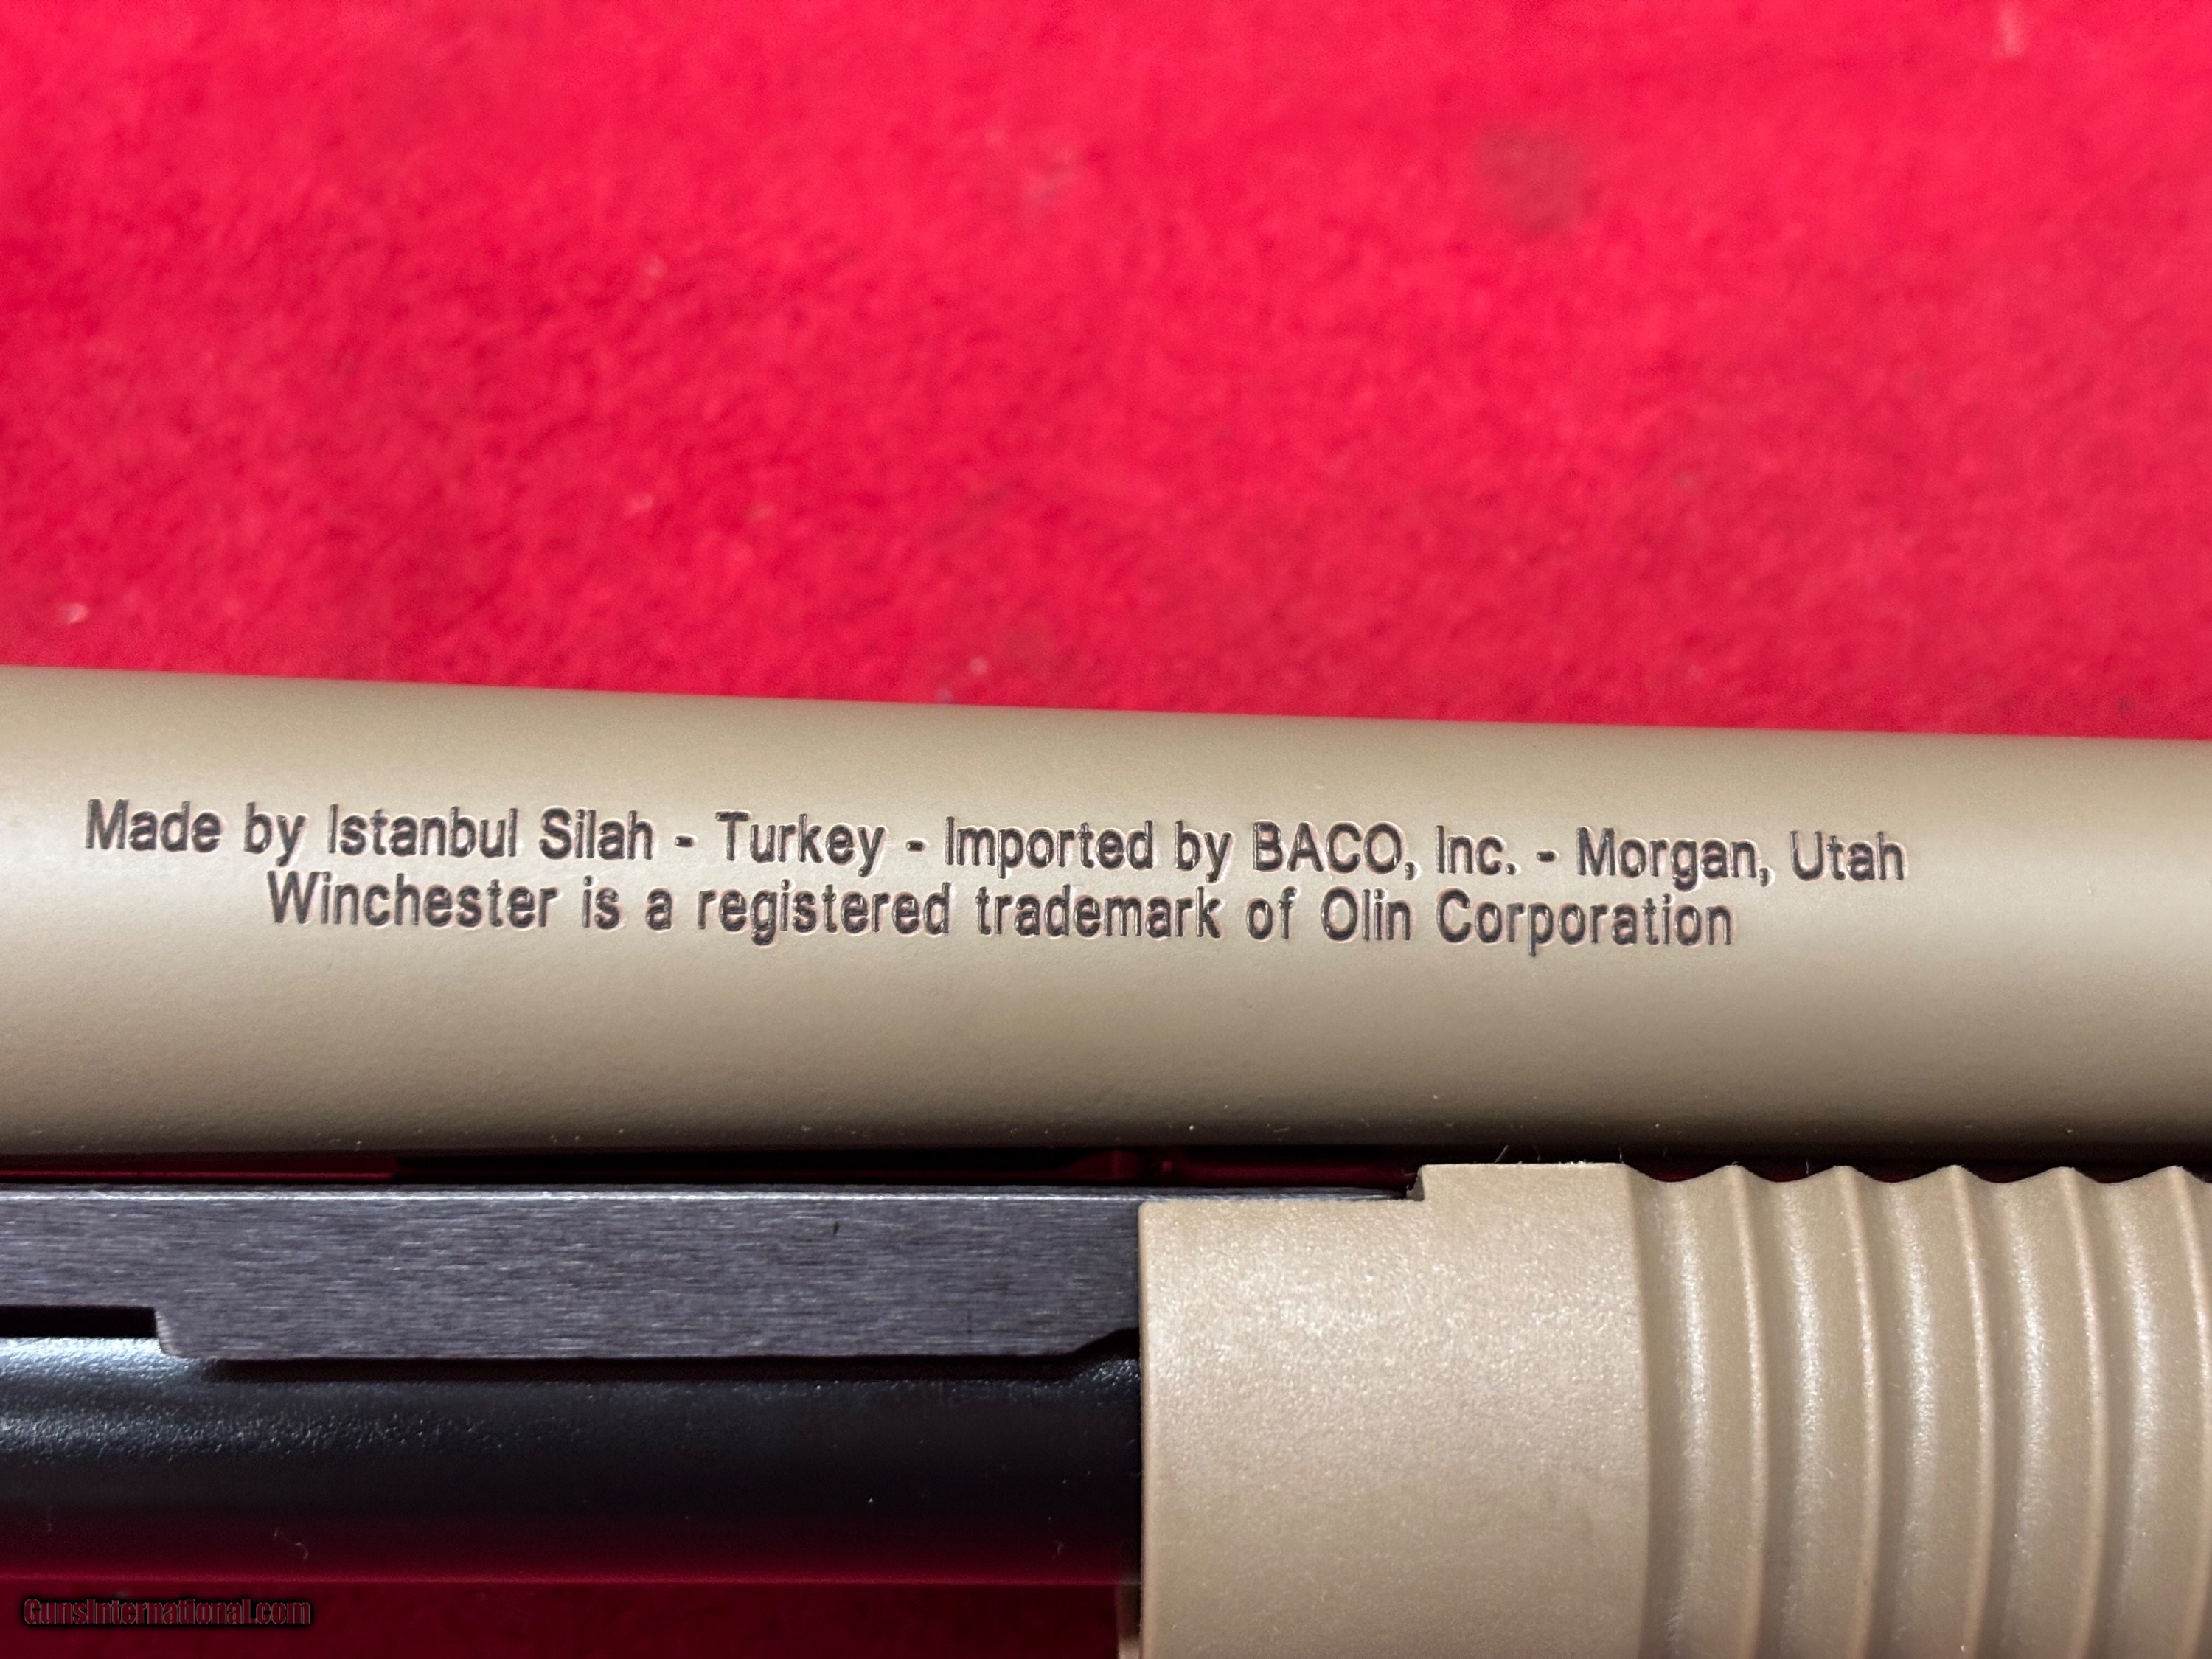 Made by Istanbul Silah - Turkey - Imported by BACO, Inc. - Morgan, Utah
Winchester is a registered trademark of Olin Corporation
GunsInternational.com